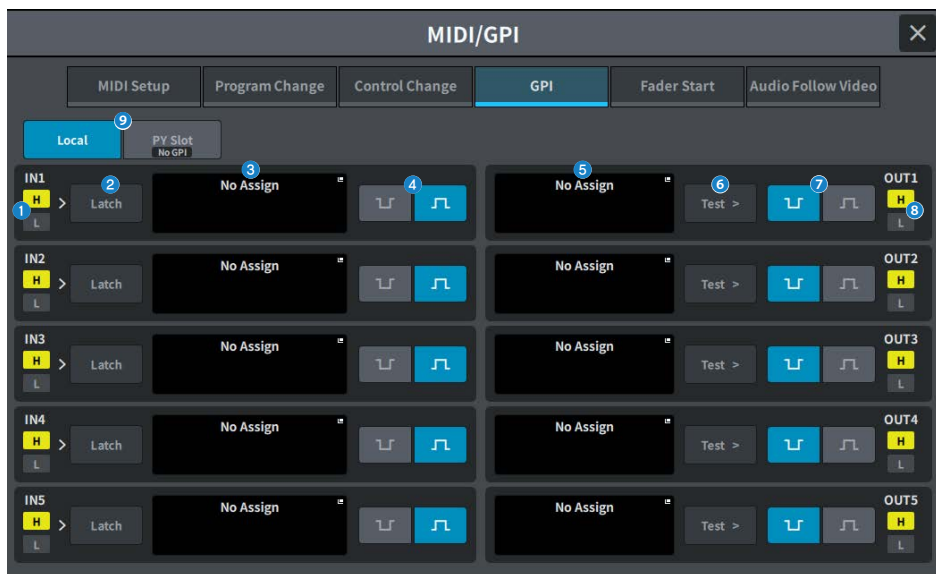 MIDI/GPI
MIDI Setup Program Change Control Change GPI Fader Start Audio Follow Video
9
Local PY Slot
No GPI
IN1 3 No Assign 5 No Assign OUT1
1 H > 2 Latch 4 6 Test > 7 H 8
L L
IN2 No Assign No Assign OUT2
H > Latch Test > H
L L
IN3 No Assign No Assign OUT3
H > Latch Test > H
L L
IN4 No Assign No Assign OUT4
H > Latch Test > H
L L
IN5 No Assign No Assign OUT5
H > Latch Test > H
L L